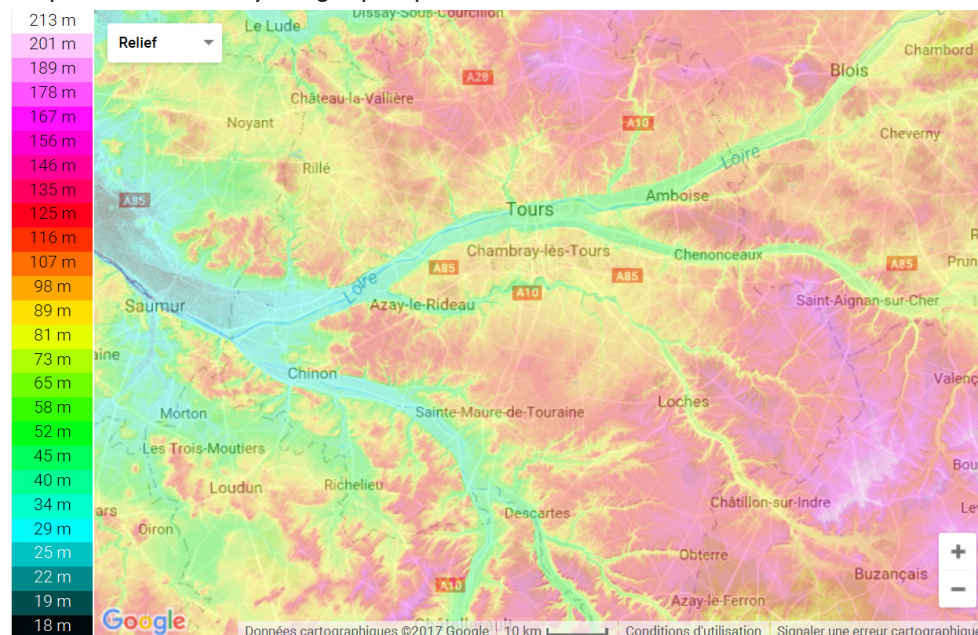 213 m
201 m
189 m
178 m
167 m
156 m
146 m
135 m
125 m
116 m
107 m
98 m
89 m
81 m
73 m
65 m
58 m
52 m
45 m
40 m
34 m
29 m
25 m
22 m
19 m
18 m
Relief
Le Lude
Dissay-Sous-Courcillon
Chambord
Blois
A28
Château-la-Vallière
Noyant
A10
Cheverny
Loire
Rillé
A85
Amboise
Tours
Chambray-lès-Tours
Chenonceaux
A85
A85
A85
Loire
A10
Saumur
Azay-le-Rideau
Saint-Aignan-sur-Cher
Chinon
Loches
Morton
Sainte-Maure-de-Touraine
Les Trois-Moutiers
Loudun
Richelieu
Descartes
Châtillon-sur-Indre
Oiron
Obterre
Buzançais
A10
Azay-le-Ferron
+
−
Google
Données cartographiques ©2017 Google
10 km
Conditions d'utilisation
Signaler une erreur cartographique